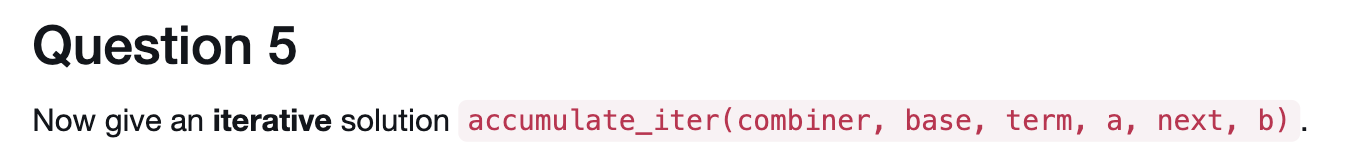 Question 5
Now give an iterative solution accumulate_iter(combiner, base, term, a, next, b).